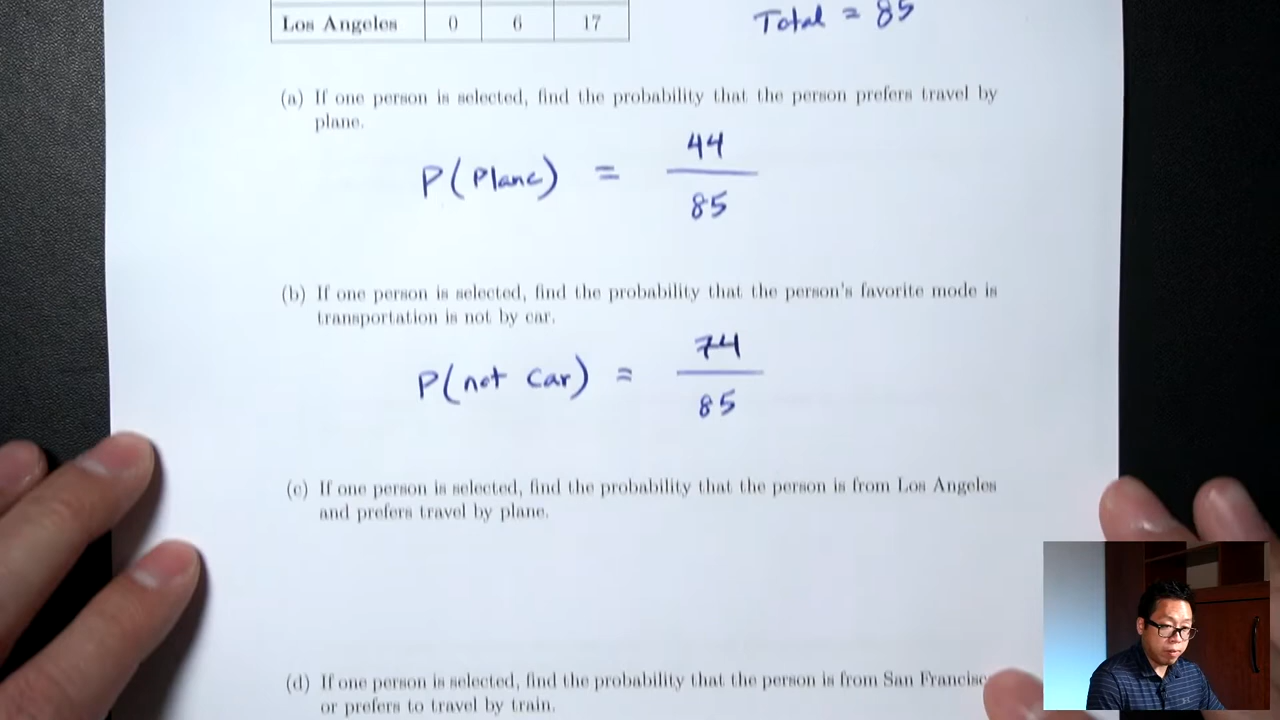 Los Angeles 0 6 17
Total = 85
(a) If one person is selected, find the probability that the person prefers travel by
plane.
P(Plane) = 44
85
(b) If one person is selected, find the probability that the person's favorite mode is
transportation is not by car.
P(not car) = 74
85
(c) If one person is selected, find the probability that the person is from Los Angeles
and prefers travel by plane.
(d) If one person is selected, find the probability that the person is from San Francisc
or prefers to travel by train.